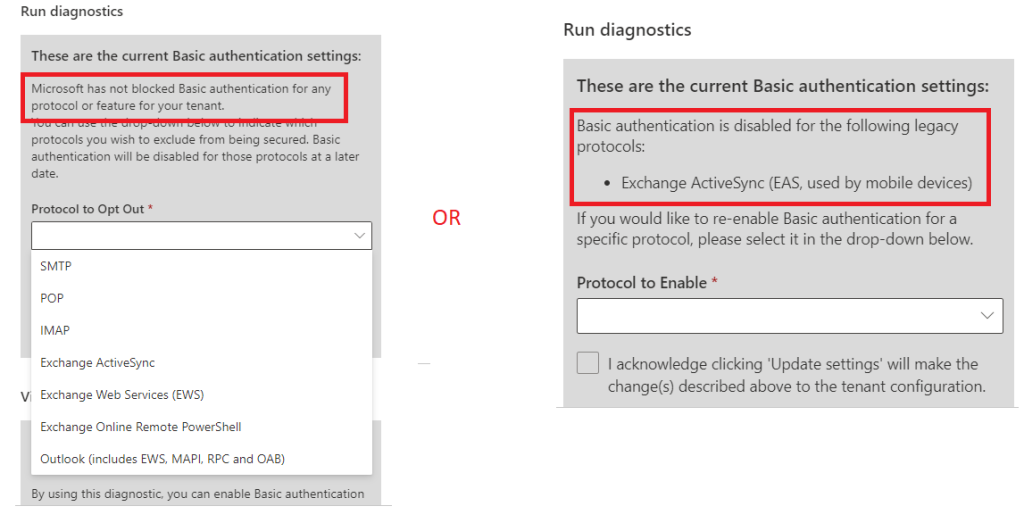 Run diagnostics
These are the current Basic authentication settings:
Microsoft has not blocked Basic authentication for any
protocol or feature for your tenant.
You can use the drop-down below to indicate which
protocols you wish to exclude from being secured. Basic
authentication will be disabled for those protocols at a later
date.
Protocol to Opt Out *
SMTP
POP
IMAP
Exchange ActiveSync
Exchange Web Services (EWS)
Exchange Online Remote PowerShell
Outlook (includes EWS, MAPI, RPC and OAB)
By using this diagnostic, you can enable Basic authentication
OR
Run diagnostics
These are the current Basic authentication settings:
Basic authentication is disabled for the following legacy
protocols:
• Exchange ActiveSync (EAS, used by mobile devices)
If you would like to re-enable Basic authentication for a
specific protocol, please select it in the drop-down below.
Protocol to Enable *
I acknowledge clicking 'Update settings' will make the
change(s) described above to the tenant configuration.